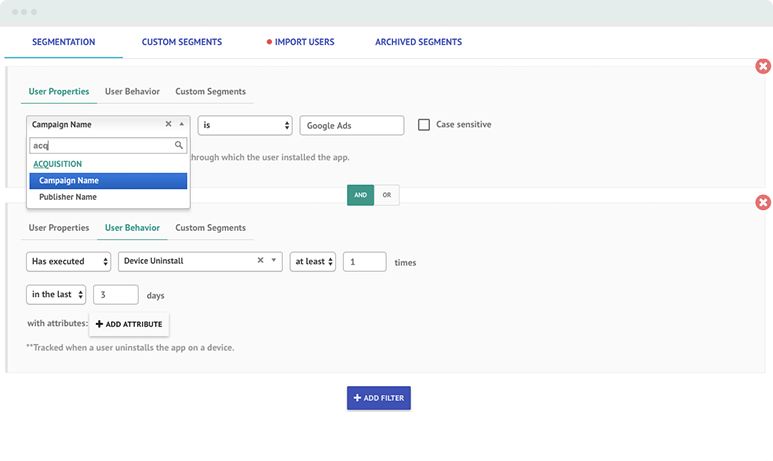 SEGMENTATION CUSTOM SEGMENTS IMPORT USERS ARCHIVED SEGMENTS
User Properties User Behavior Custom Segments
Campaign Name is Google Ads Case sensitive
acq
hrough which the user installed the app.
ACQUISITION
Campaign Name
Publisher Name
AND OR
User Properties User Behavior Custom Segments
Has executed Device Uninstall at least 1 times
in the last 3 days
with attributes: ADD ATTRIBUTE
**Tracked when a user uninstalls the app on a device.
ADD FILTER